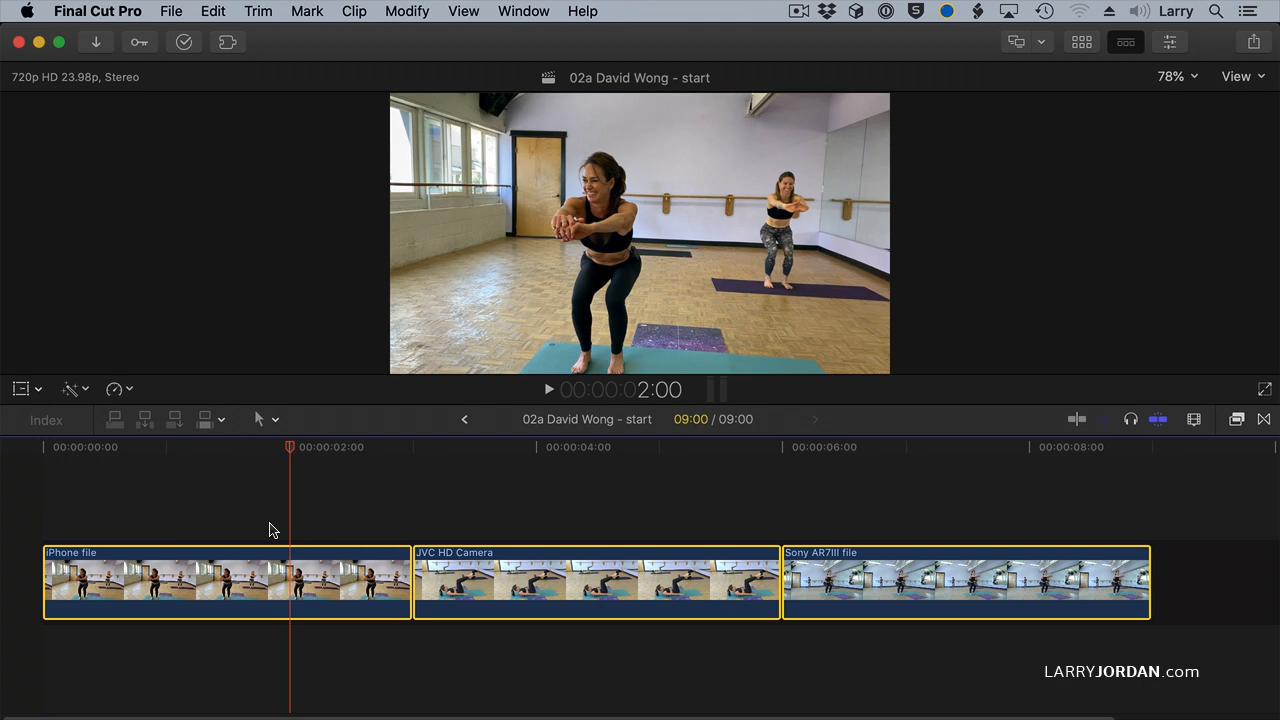 Final Cut Pro File Edit Trim Mark Clip Modify View Window Help Larry
720p HD 23.98p, Stereo 02a David Wong - start 78% View
00:00:00:02:00
Index 02a David Wong - start 09:00 / 09:00
00:00:00:00 00:00:02:00 00:00:04:00 00:00:06:00 00:00:08:00
iPhone file JVC HD Camera Sony AR7III file
LARRYJORDAN.com